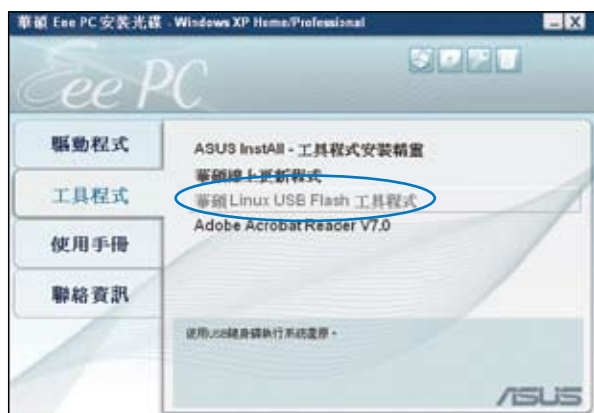 華碩 Eee PC 安裝光碟 - Windows XP Home/Professional
Eee PC
驅動程式
工具程式
使用手冊
聯絡資訊
ASUS InstAll - 工具程式安裝精靈
華碩線上更新程式
華碩 Linux USB Flash 工具程式
Adobe Acrobat Reader V7.0
使用USB隨身碟執行系統還原。
ASUS